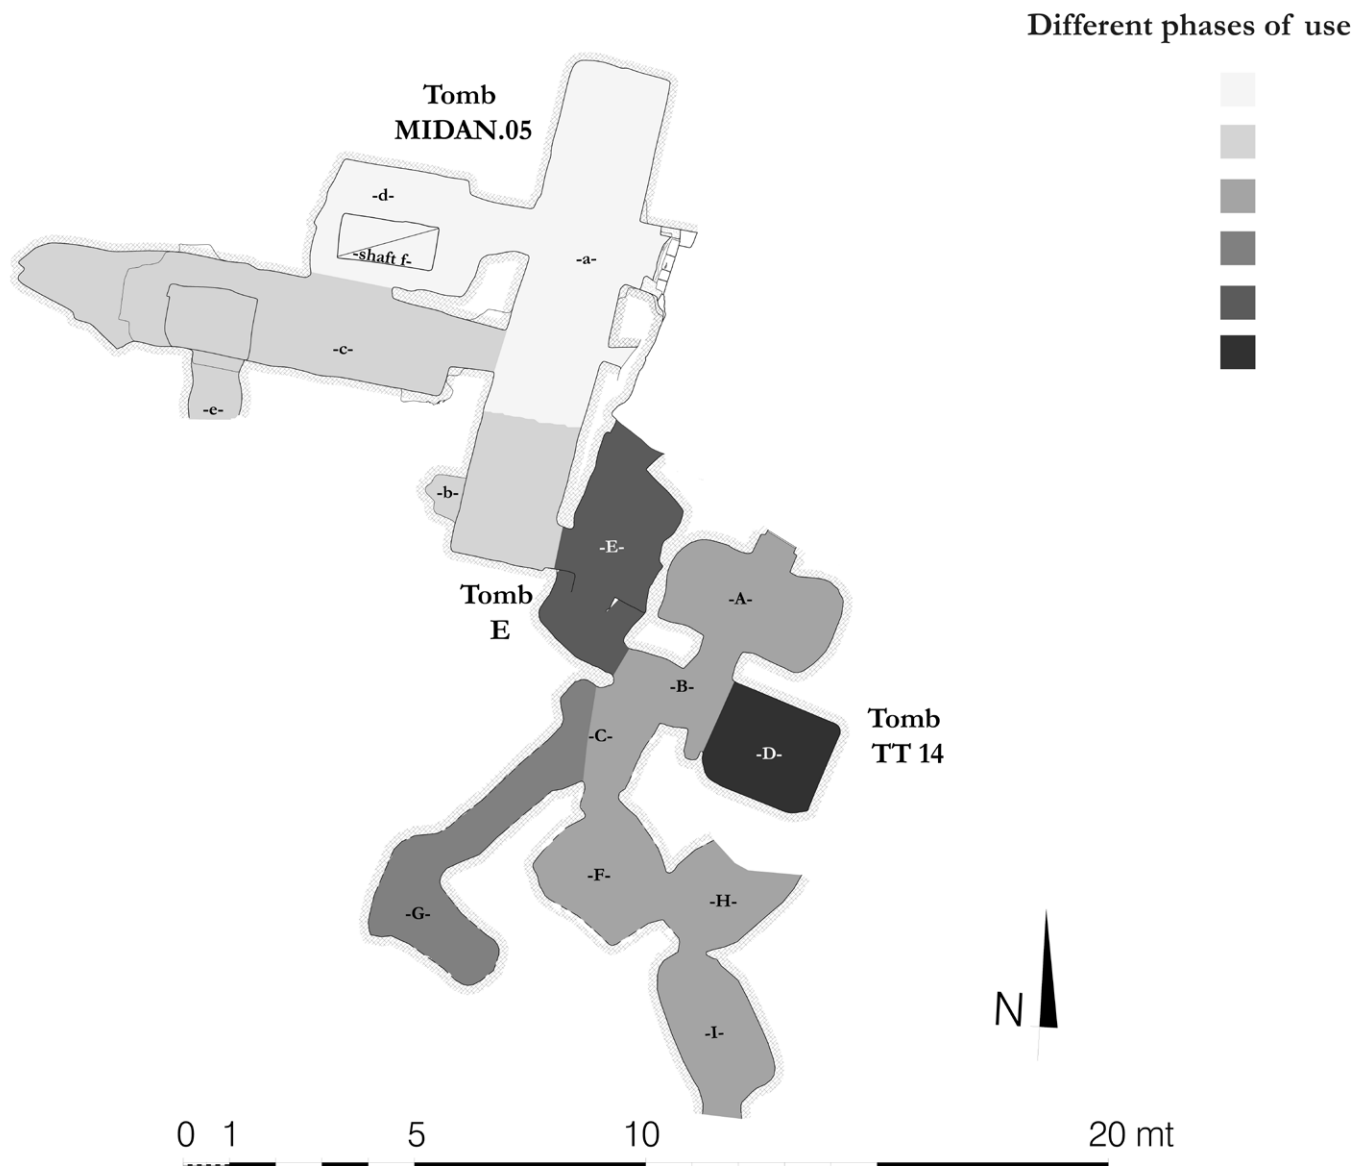 Different phases of use
Tomb
MIDAN.05
-d-
-shaft f-
-a-
-c-
-e-
-b-
-E-
Tomb
E
-A-
-B-
Tomb
TT 14
-C-
-D-
-F-
-H-
-G-
-I-
N
0 1 5 10 20 mt